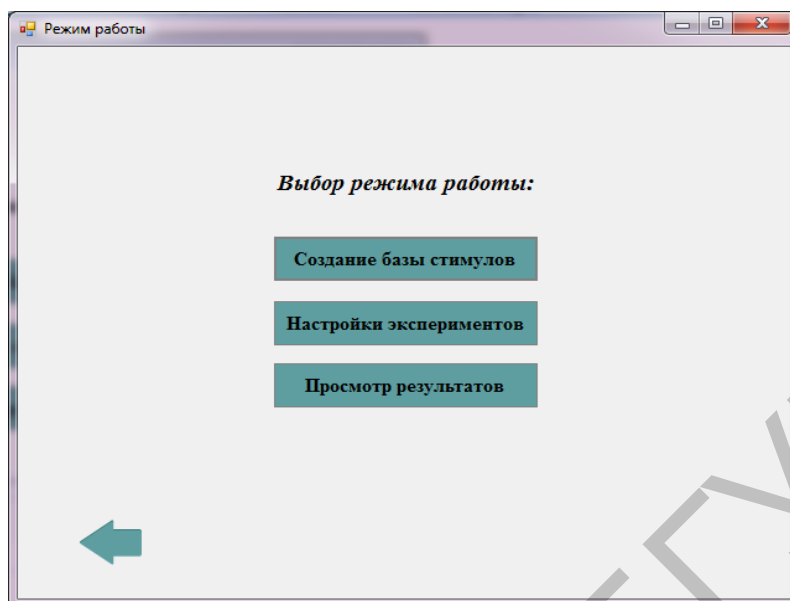 Режим работы
Выбор режима работы:
Создание базы стимулов
Настройки экспериментов
Просмотр результатов